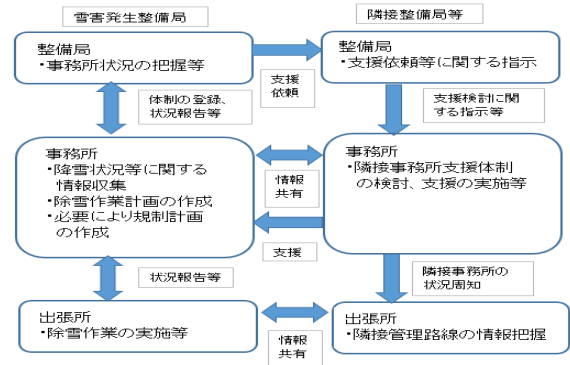 雪害発生整備局
隣接整備局等
整備局
・事務所状況の把握等
支援
依頼
整備局
・支援依頼等に関する指示
体制の登録、
状況報告等
支援検討に関
する指示等
事務所
・降雪状況等に関する
情報収集
・除雪作業計画の作成
・必要により規制計画
の作成
情報
共有
支援
事務所
・隣接事務所支援体制
の検討、支援の実施等
状況報告等
隣接事務所の
状況周知
出張所
・除雪作業の実施等
情報
共有
出張所
・隣接管理路線の情報把握